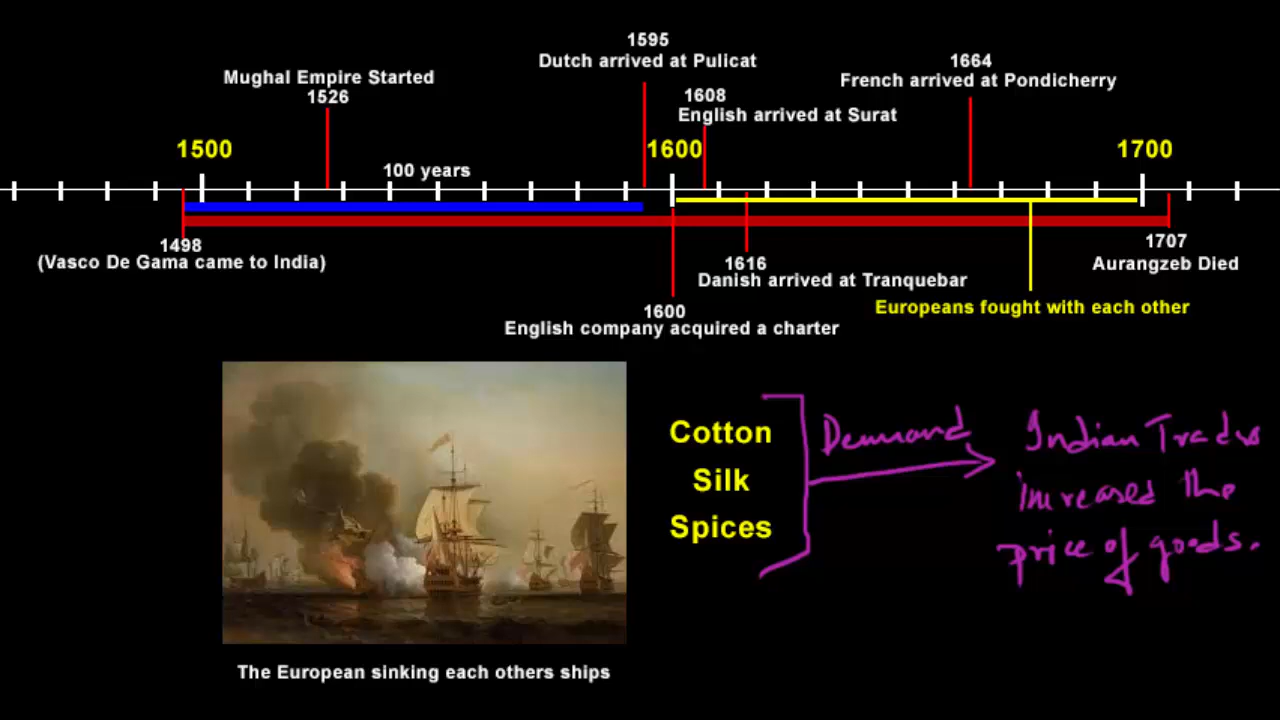 1595
Dutch arrived at Pulicat
1664
French arrived at Pondicherry
Mughal Empire Started
1526
1608
English arrived at Surat
1500
1600
1700
100 years
1498
(Vasco De Gama came to India)
1616
Danish arrived at Tranquebar
1707
Aurangzeb Died
1600
English company acquired a charter
Europeans fought with each other
Cotton
Silk
Spices
Demand
Indian Traders
increased the
price of goods.
The European sinking each others ships